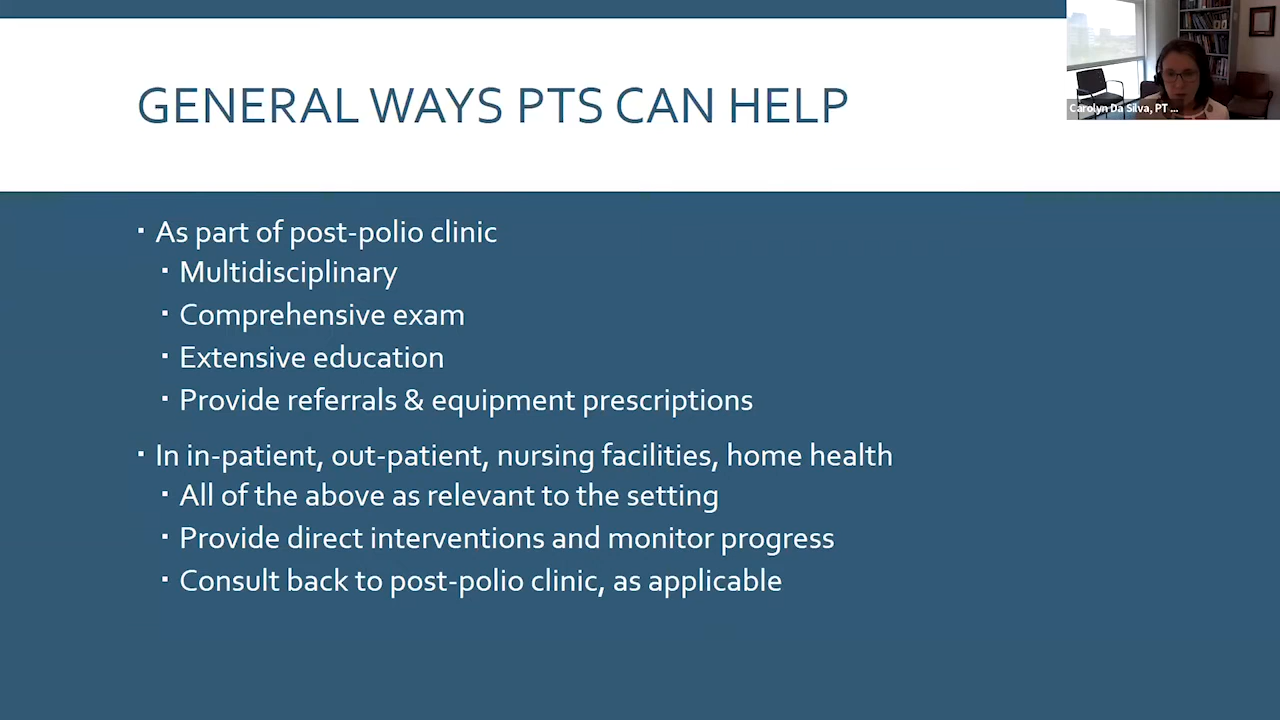 GENERAL WAYS PTS CAN HELP
Carolyn Da Silva, PT ...
▪ As part of post-polio clinic
▪ Multidisciplinary
▪ Comprehensive exam
▪ Extensive education
▪ Provide referrals & equipment prescriptions
▪ In in-patient, out-patient, nursing facilities, home health
▪ All of the above as relevant to the setting
▪ Provide direct interventions and monitor progress
▪ Consult back to post-polio clinic, as applicable